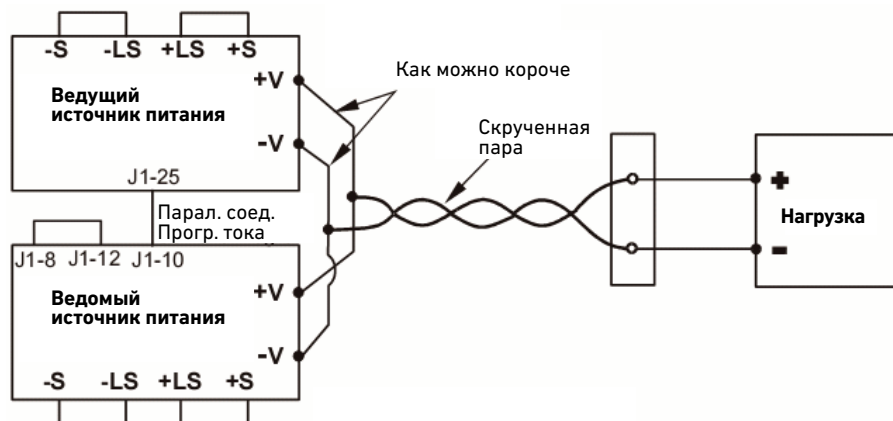 -S -LS +LS +S
+V
Ведущий
источник питания
-V
J1-25
Как можно короче
Скрученная
пара
+
Нагрузка
-
Парал. соед.
Прогр. тока
J1-8 J1-12 J1-10
+V
Ведомый
источник питания
-V
-S -LS +LS +S